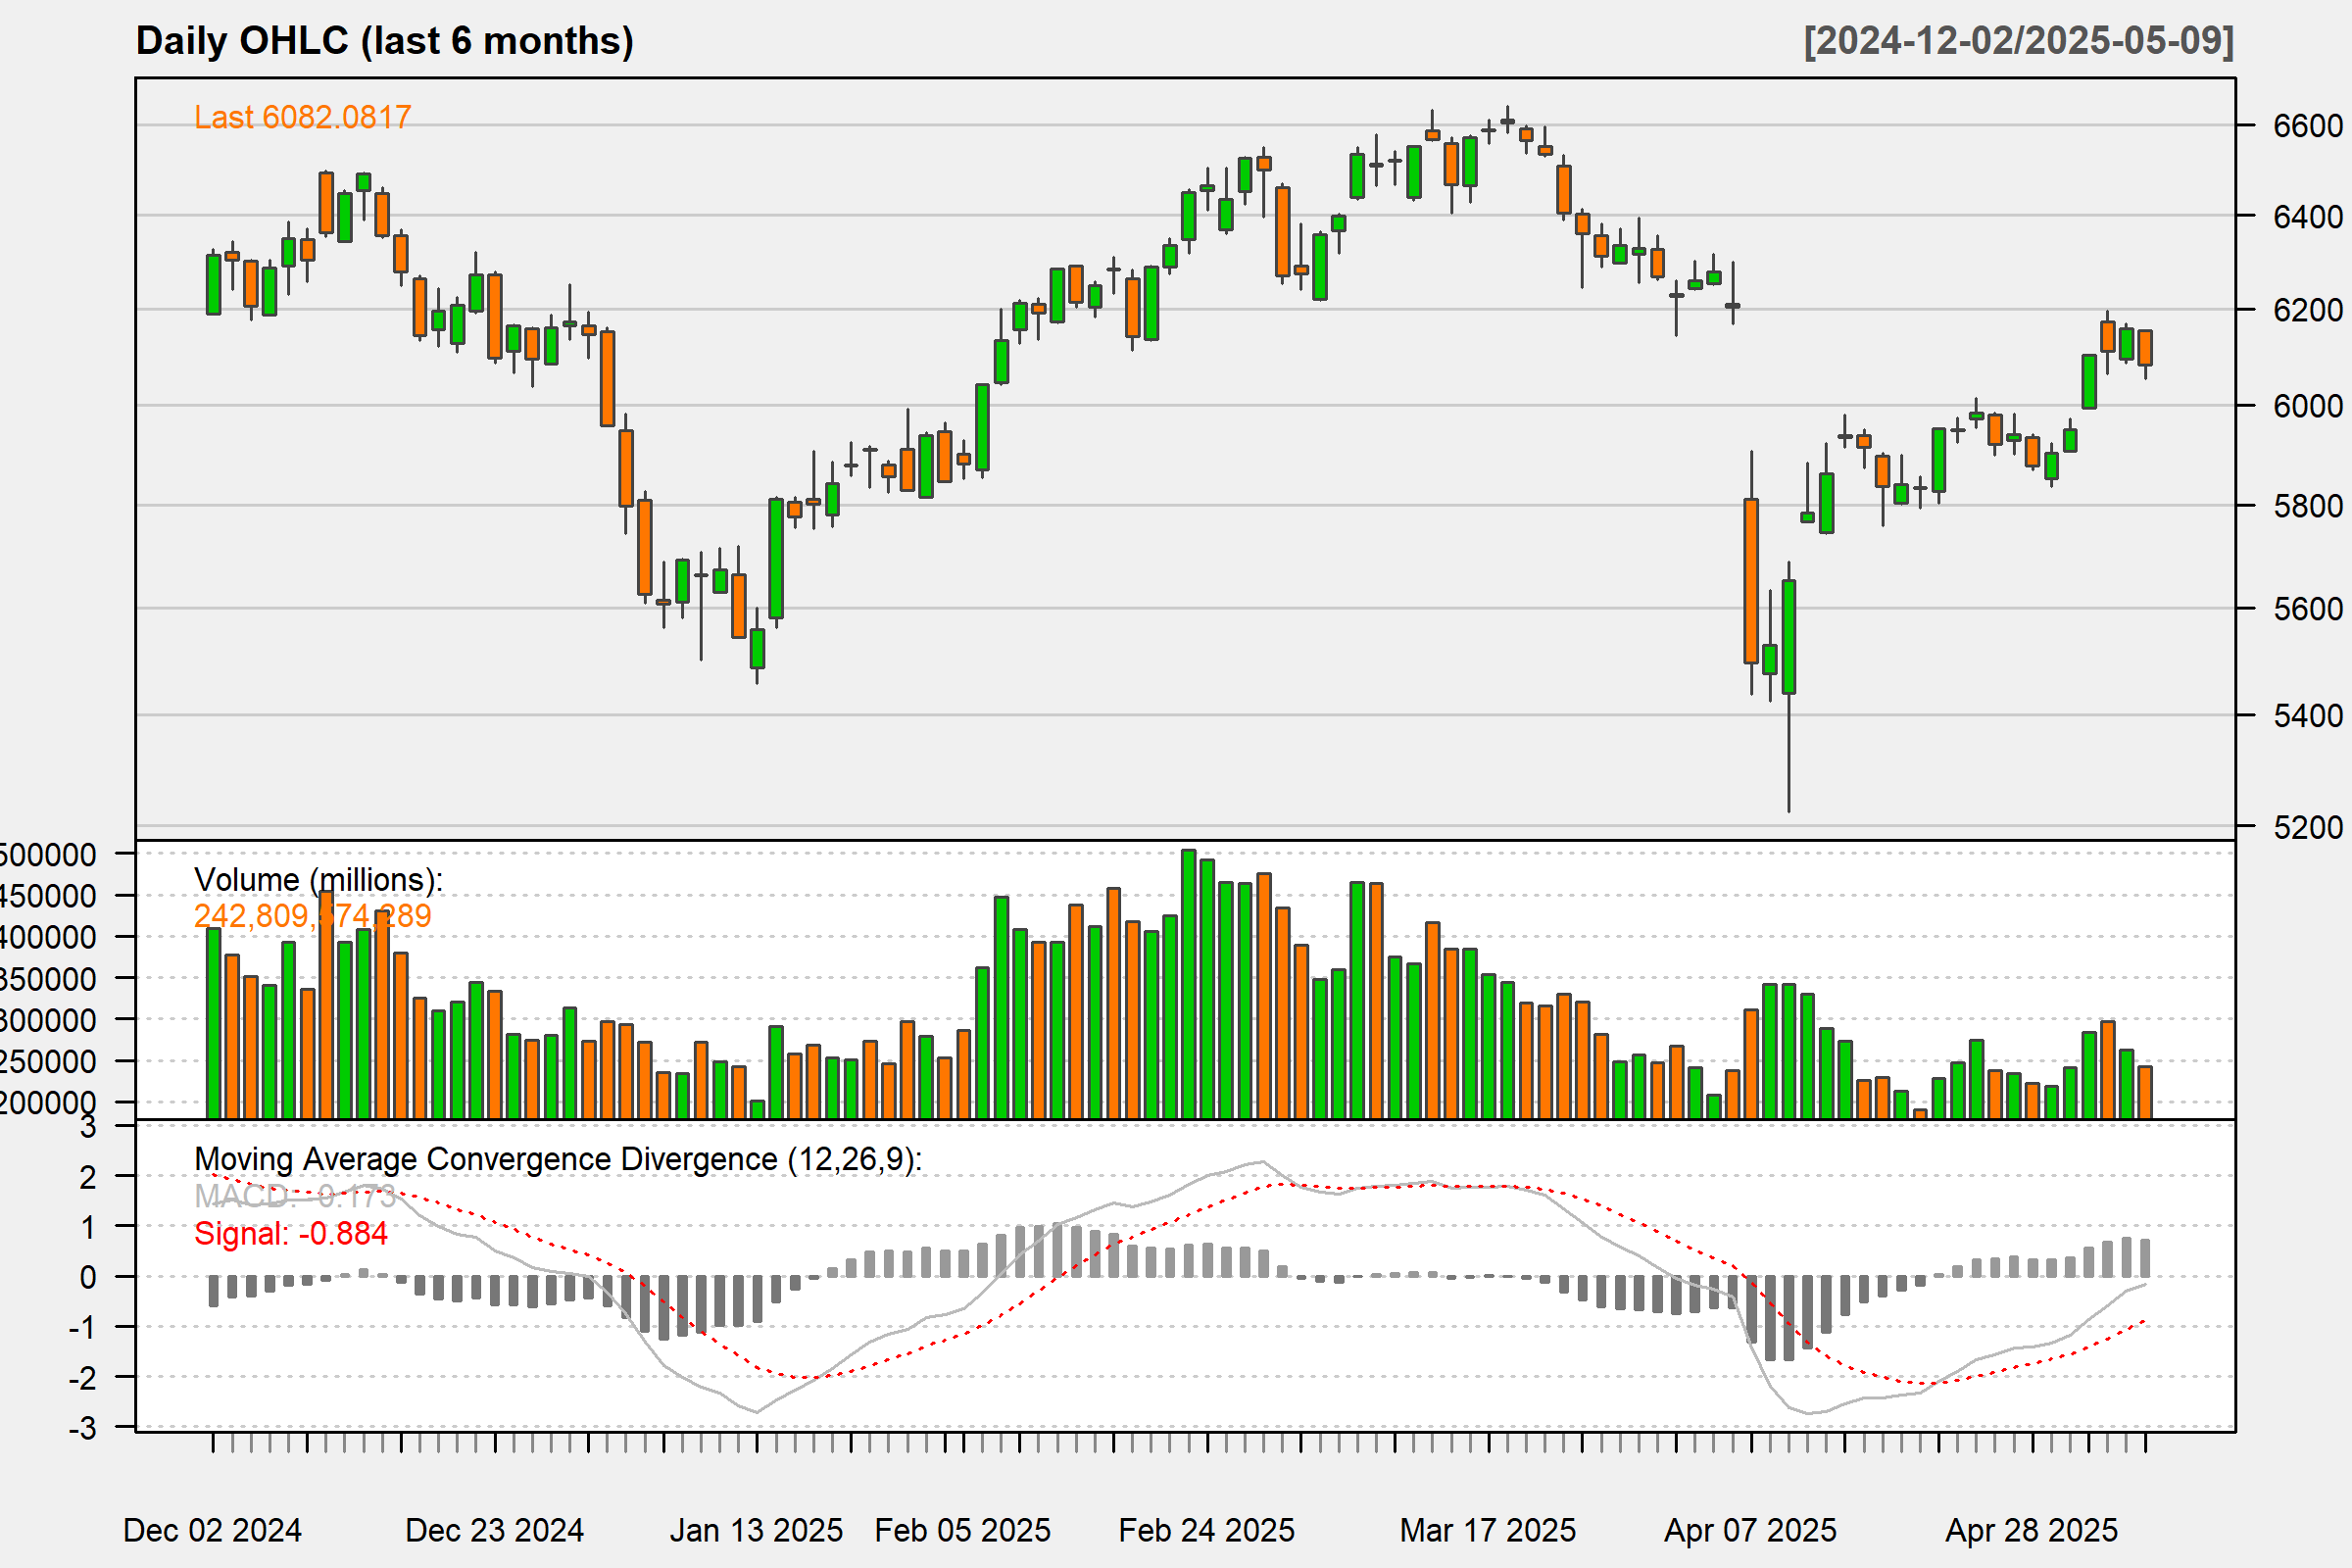 Daily OHLC (last 6 months)
[2024-12-02/2025-05-09]
Last 6082.0817
6600
6400
6200
6000
5800
5600
5400
5200
500000
450000
400000
350000
300000
250000
200000
Volume (millions):
242,809,574,289
3
2
1
0
-1
-2
-3
Moving Average Convergence Divergence (12,26,9):
MACD: -0.173
Signal: -0.884
Dec 02 2024
Dec 23 2024
Jan 13 2025
Feb 05 2025
Feb 24 2025
Mar 17 2025
Apr 07 2025
Apr 28 2025